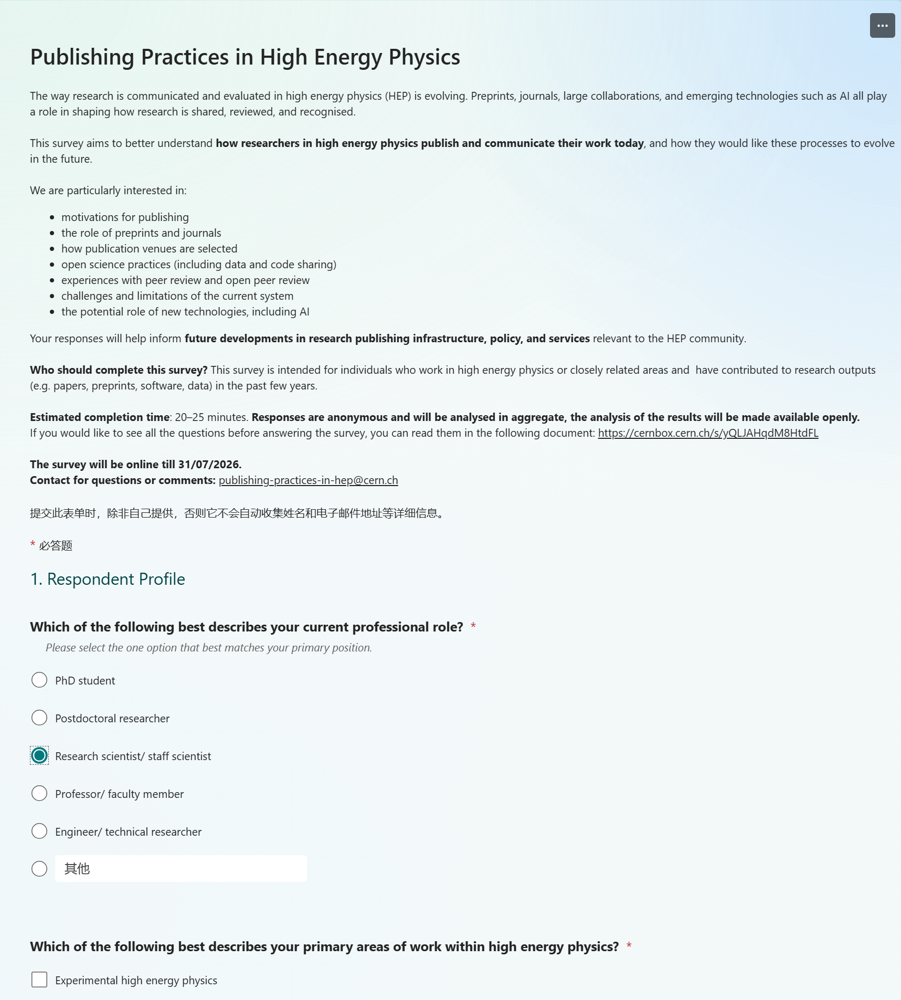 Publishing Practices in High Energy Physics
The way research is communicated and evaluated in high energy physics (HEP) is evolving. Preprints, journals, large collaborations, and emerging technologies such as AI all play
a role in shaping how research is shared, reviewed, and recognised.
This survey aims to better understand how researchers in high energy physics publish and communicate their work today, and how they would like these processes to evolve
in the future.
We are particularly interested in:
• motivations for publishing
• the role of preprints and journals
• how publication venues are selected
• open science practices (including data and code sharing)
• experiences with peer review and open peer review
• challenges and limitations of the current system
• the potential role of new technologies, including AI
Your responses will help inform future developments in research publishing infrastructure, policy, and services relevant to the HEP community.
Who should complete this survey? This survey is intended for individuals who work in high energy physics or closely related areas and  have contributed to research outputs
(e.g. papers, preprints, software, data) in the past few years.
Estimated completion time: 20–25 minutes. Responses are anonymous and will be analysed in aggregate, the analysis of the results will be made available openly.
If you would like to see all the questions before answering the survey, you can read them in the following document: https://cernbox.cern.ch/s/yQLJAHqdM8HtdFL
The survey will be online till 31/07/2026.
Contact for questions or comments: publishing-practices-in-hep@cern.ch
提交此表单时，除非自己提供，否则它不会自动收集姓名和电子邮件地址等详细信息。
* 必答题
1. Respondent Profile
Which of the following best describes your current professional role? *
Please select the one option that best matches your primary position.
PhD student
Postdoctoral researcher
Research scientist/ staff scientist
Professor/ faculty member
Engineer/ technical researcher
其他
Which of the following best describes your primary areas of work within high energy physics? *
Experimental high energy physics